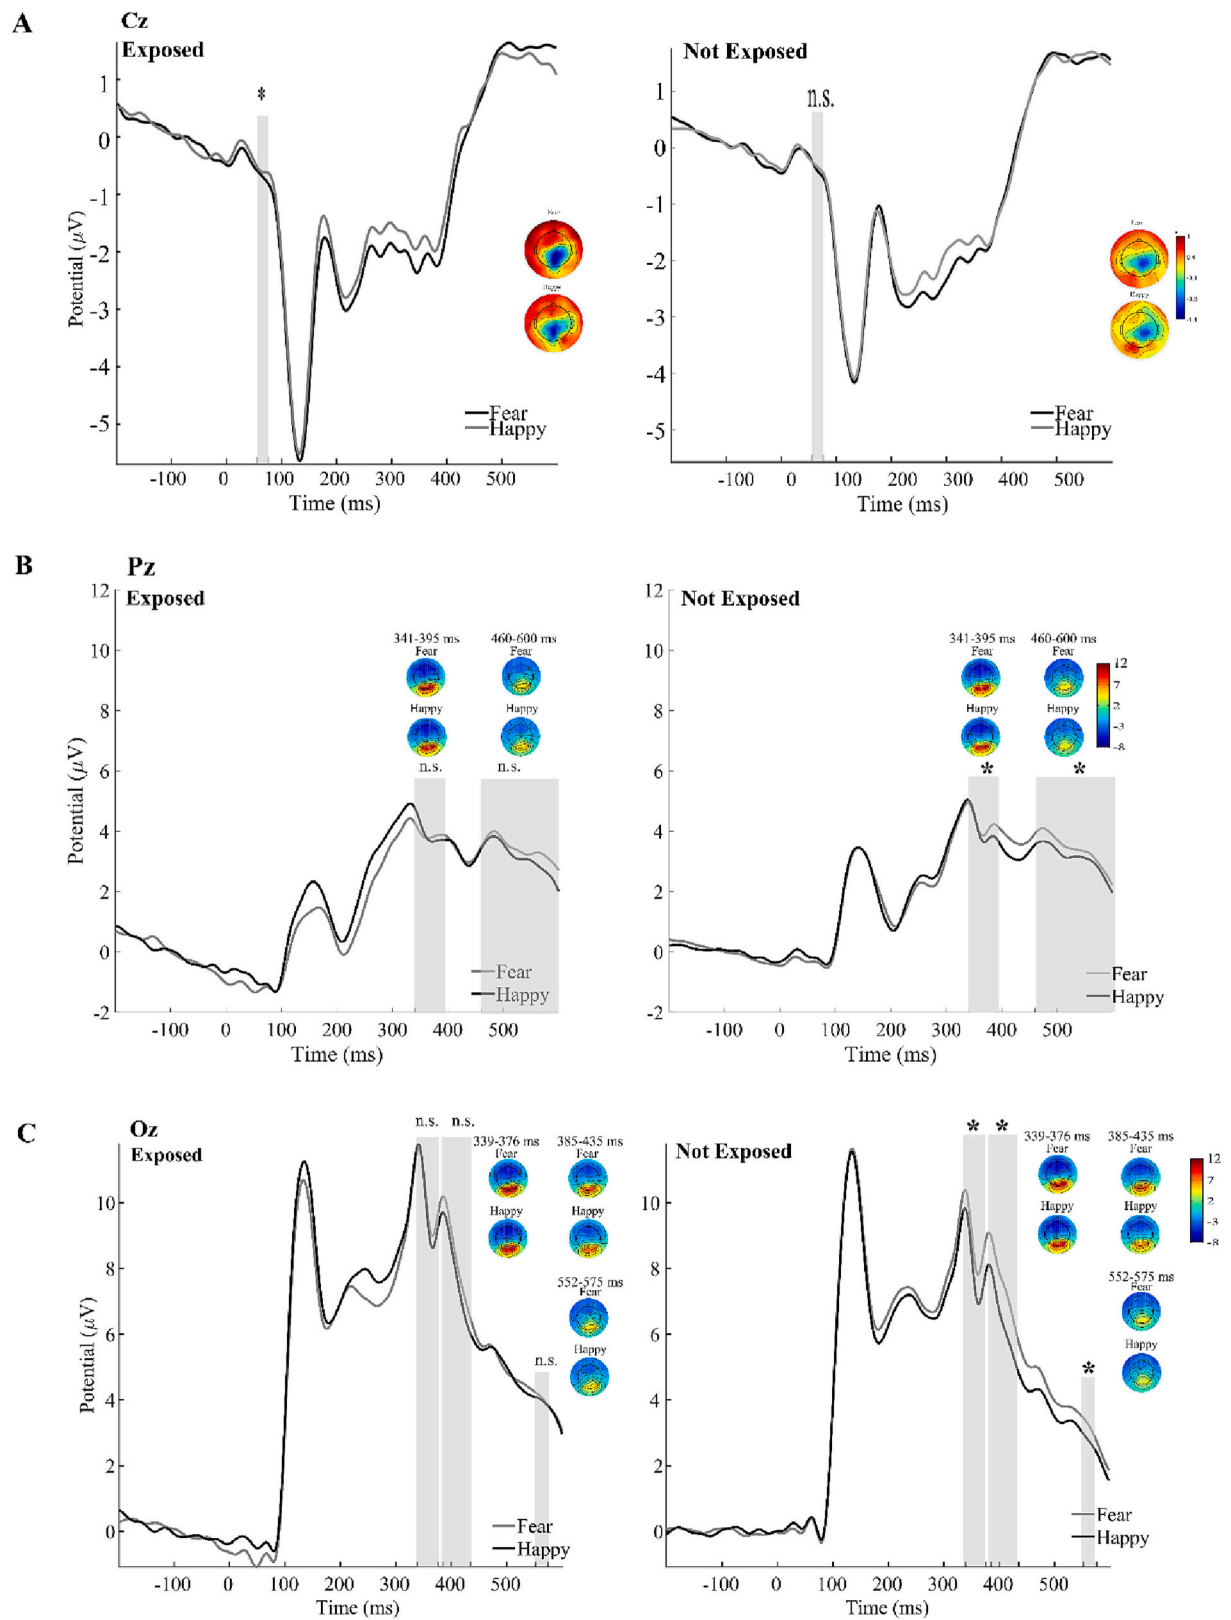 A
Cz
Exposed
Not Exposed
*
n.s.
1
0
-1
-2
-3
-4
-5
Potential (µV)
Happy
Fear
Happy
-100 0 100 200 300 400 500
Time (ms)
1
0
-1
-2
-3
-4
-5
Happy
Fear
Happy
-100 0 100 200 300 400 500
Time (ms)
B
Pz
Exposed
12
10
8
6
4
2
0
-2
Potential (µV)
341-395 ms 460-600 ms
Fear Fear
Happy Happy
n.s. n.s.
Fear
Happy
-100 0 100 200 300 400 500
Time (ms)
Not Exposed
12
10
8
6
4
2
0
-2
341-395 ms 460-600 ms
Fear Fear
Happy Happy
* *
12
7
2
-3
-8
Fear
Happy
-100 0 100 200 300 400 500
Time (ms)
C
Oz
Exposed
n.s. n.s.
10
8
6
4
2
0
Potential (µV)
339-376 ms 385-435 ms
Fear Fear
Happy Happy
552-575 ms
Fear
Happy
n.s.
Fear
Happy
-100 0 100 200 300 400 500
Time (ms)
Not Exposed
* *
10
8
6
4
2
0
339-376 ms 385-435 ms
Fear Fear
Happy Happy
12
7
2
-3
-8
552-575 ms
Fear
Happy
*
Fear
Happy
-100 0 100 200 300 400 500
Time (ms)